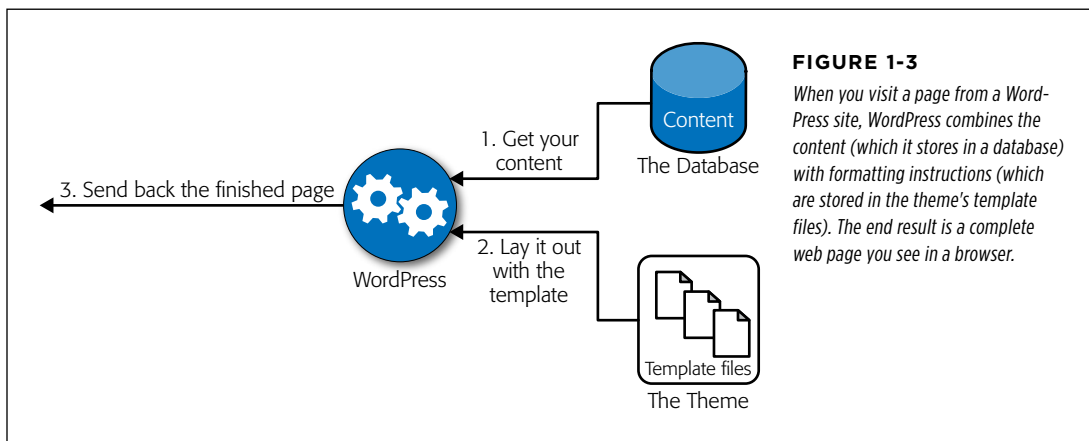 FIGURE 1-3
When you visit a page from a Word-
Press site, WordPress combines the
content (which it stores in a database)
with formatting instructions (which
are stored in the theme's template
files). The end result is a complete
web page you see in a browser.
Content
The Database
1. Get your
content
3. Send back the finished page
WordPress
2. Lay it out
with the
template
Template files
The Theme